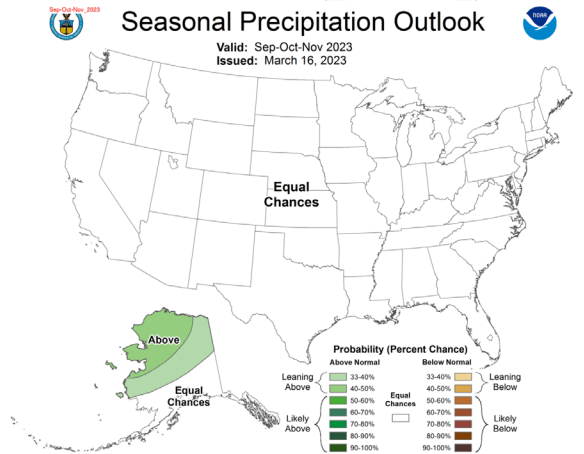 Sep-Oct-Nov 2023
Seasonal Precipitation Outlook
NOAA
Valid: Sep-Oct-Nov 2023
Issued: March 16, 2023
Equal
Chances
Above
Equal
Chances
Probability (Percent Chance)
Above Normal
Below Normal
Leaning
Above
33-40%
40-50%
Likely
Above
50-60%
60-70%
70-80%
80-90%
90-100%
Equal
Chances
33-40%
40-50%
Leaning
Below
50-60%
60-70%
70-80%
80-90%
90-100%
Likely
Below